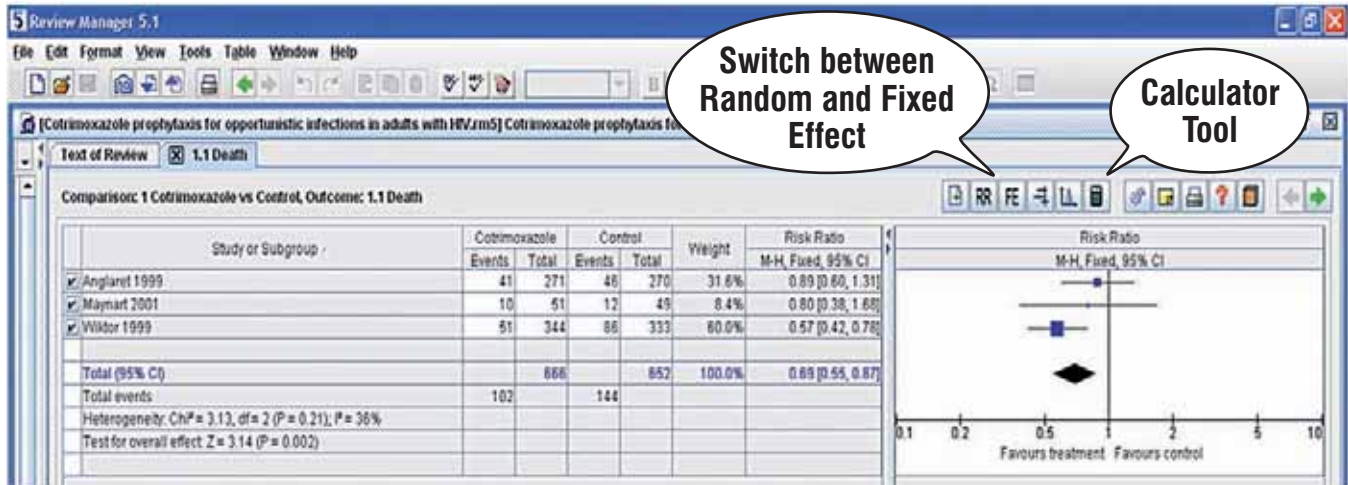 5 Review Manager 5.1
File Edit Format View Tools Table Window Help
Switch between
Random and Fixed
Effect
Calculator
Tool
[Cotrimoxazole prophylaxis for opportunistic infections in adults with HIV.rm5] Cotrimoxazole prophylaxis fo
Text of Review 1.1 Death
Comparison: 1 Cotrimoxazole vs Control, Outcome: 1.1 Death
RR FE
Study or Subgroup Cotrimoxazole Control Weight Risk Ratio Risk Ratio
Events Total Events Total M-H, Fixed, 95% CI M-H, Fixed, 95% CI
Anglaret 1999 41 271 46 270 31.6% 0.89 [0.60, 1.31]
Maynart 2001 10 51 12 49 8.4% 0.80 [0.38, 1.68]
Wiktor 1999 51 344 86 333 60.0% 0.57 [0.42, 0.78]
Total (95% CI) 666 652 100.0% 0.69 [0.55, 0.87]
Total events 102 144
Heterogeneity: Chi² = 3.13, df = 2 (P = 0.21); I² = 36%
Test for overall effect: Z = 3.14 (P = 0.002)
0.1 0.2 0.5 1 2 5 10
Favours treatment Favours control